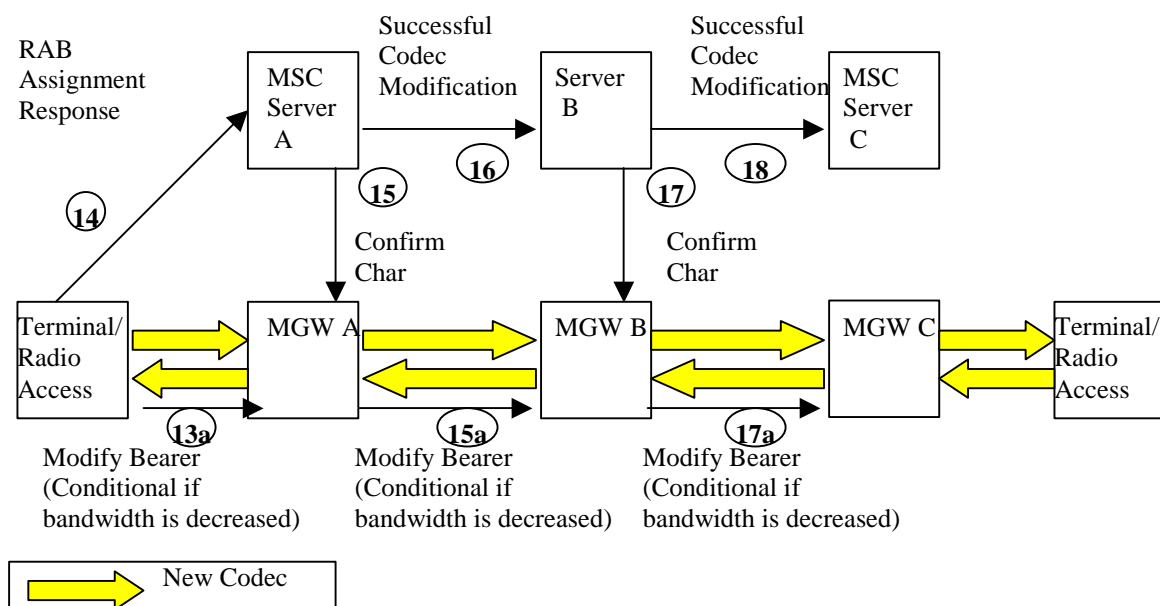 RAB
Assignment
Response
MSC
Server
A
Successful
Codec
Modification
Server
B
Successful
Codec
Modification
MSC
Server
C
14
15
16
17
18
Confirm
Char
Confirm
Char
Terminal/
Radio
Access
MGW A
MGW B
MGW C
Terminal/
Radio
Access
13a
15a
17a
Modify Bearer
(Conditional if
bandwidth is decreased)
Modify Bearer
(Conditional if
bandwidth is decreased)
Modify Bearer
(Conditional if
bandwidth is decreased)
New Codec